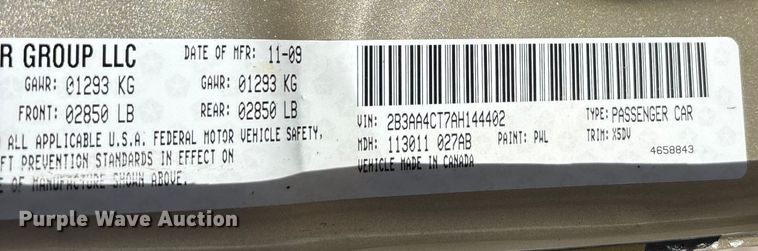 R GROUP LLC DATE OF MFR: 11-09
GAWR: 01293 KG GAWR: 01293 KG
FRONT: 02850 LB REAR: 02850 LB
ALL APPLICABLE U.S.A. FEDERAL MOTOR VEHICLE SAFETY,
FT PREVENTION STANDARDS IN EFFECT ON
OF MANUFACTURE SHOWN ABOVE.
VIN: 2B3AA4CT7AH144402 TYPE: PASSENGER CAR
MDH: 113011 027AB PAINT: PWL TRIM: X5DV
VEHICLE MADE IN CANADA 4658843
Purple Wave Auction